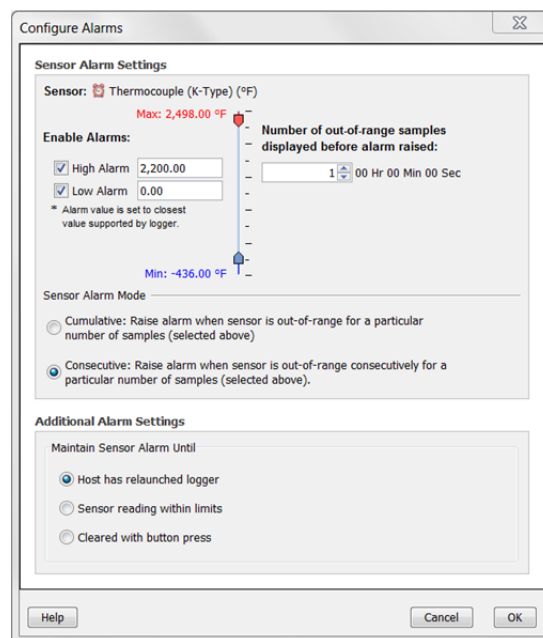 Configure Alarms
Sensor Alarm Settings
Sensor: Thermocouple (K-Type) (°F)
Max: 2,498.00 °F
Enable Alarms:
High Alarm 2,200.00
Low Alarm 0.00
* Alarm value is set to closest
value supported by logger.
Min: -436.00 °F
Number of out-of-range samples
displayed before alarm raised:
1 00 Hr 00 Min 00 Sec
Sensor Alarm Mode
Cumulative: Raise alarm when sensor is out-of-range for a particular
number of samples (selected above)
Consecutive: Raise alarm when sensor is out-of-range consecutively for a
particular number of samples (selected above).
Additional Alarm Settings
Maintain Sensor Alarm Until
Host has relaunched logger
Sensor reading within limits
Cleared with button press
Help
Cancel
OK